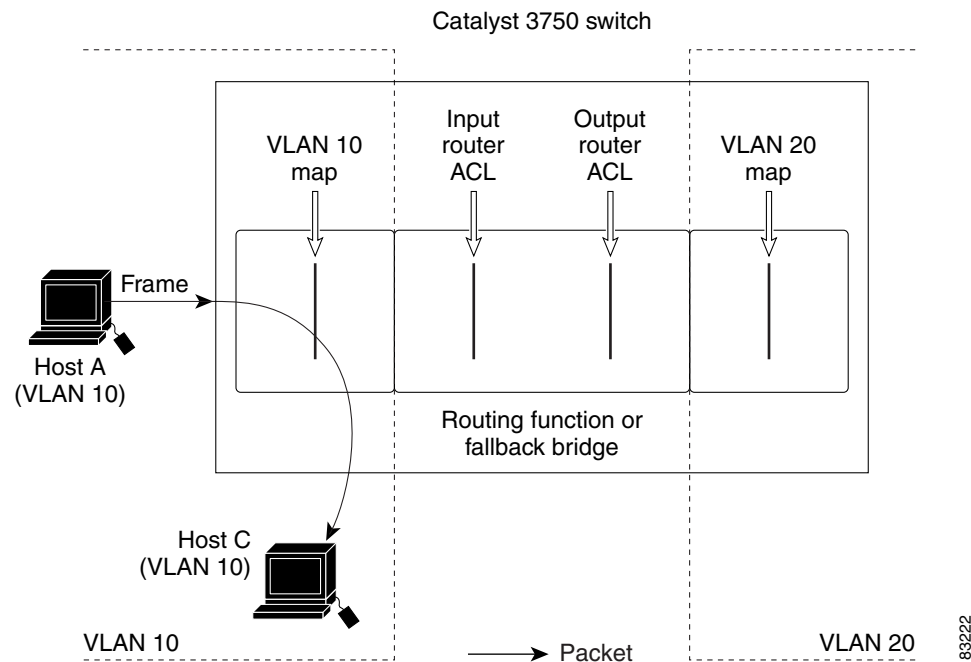 Catalyst 3750 switch
VLAN 10
map
Input
router
ACL
Output
router
ACL
VLAN 20
map
Frame
Host A
(VLAN 10)
Routing function or
fallback bridge
Host C
(VLAN 10)
VLAN 10
Packet
VLAN 20
83222